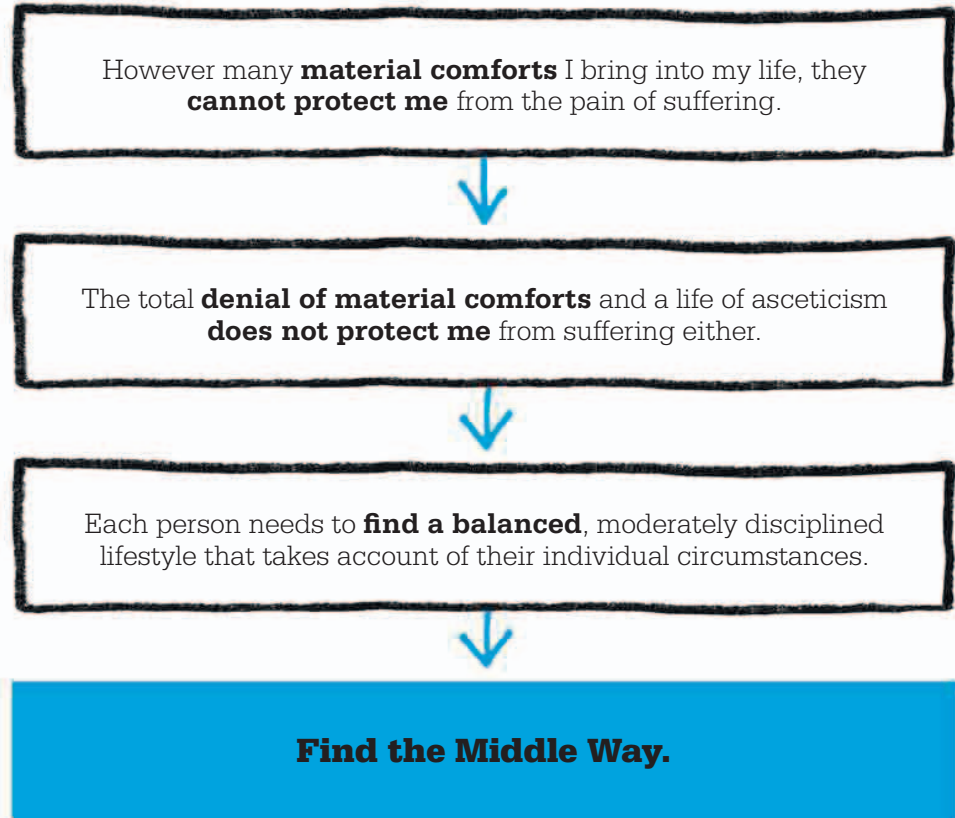 However many material comforts I bring into my life, they
cannot protect me from the pain of suffering.
The total denial of material comforts and a life of asceticism
does not protect me from suffering either.
Each person needs to find a balanced, moderately disciplined
lifestyle that takes account of their individual circumstances.
Find the Middle Way.